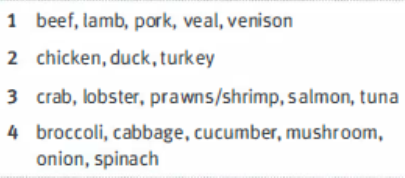 1 beef, lamb, pork, veal, venison
2 chicken, duck, turkey
3 crab, lobster, prawns/shrimp, salmon, tuna
4 broccoli, cabbage, cucumber, mushroom,
onion, spinach